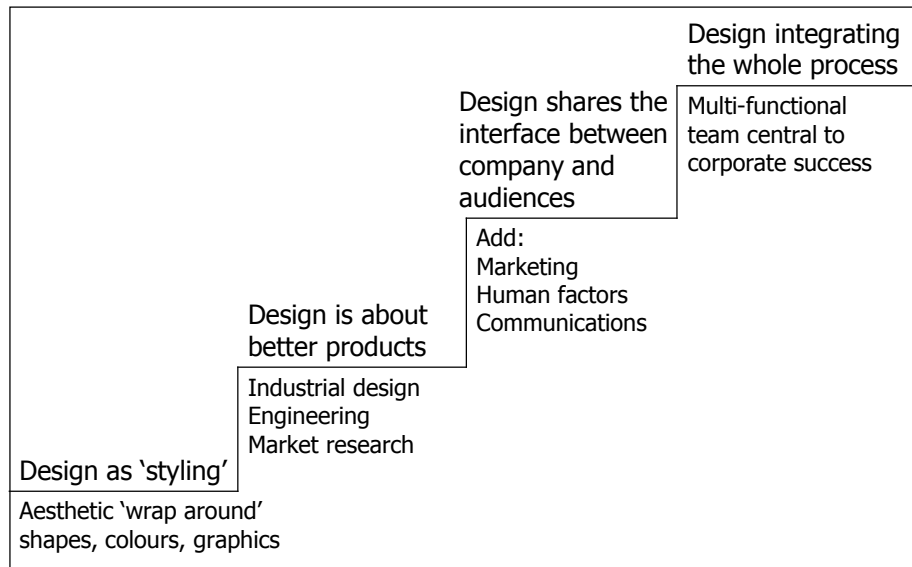 Design as ‘styling’
Aesthetic ‘wrap around’
shapes, colours, graphics
Design is about
better products
Industrial design
Engineering
Market research
Design shares the
interface between
company and
audiences
Add:
Marketing
Human factors
Communications
Design integrating
the whole process
Multi-functional
team central to
corporate success